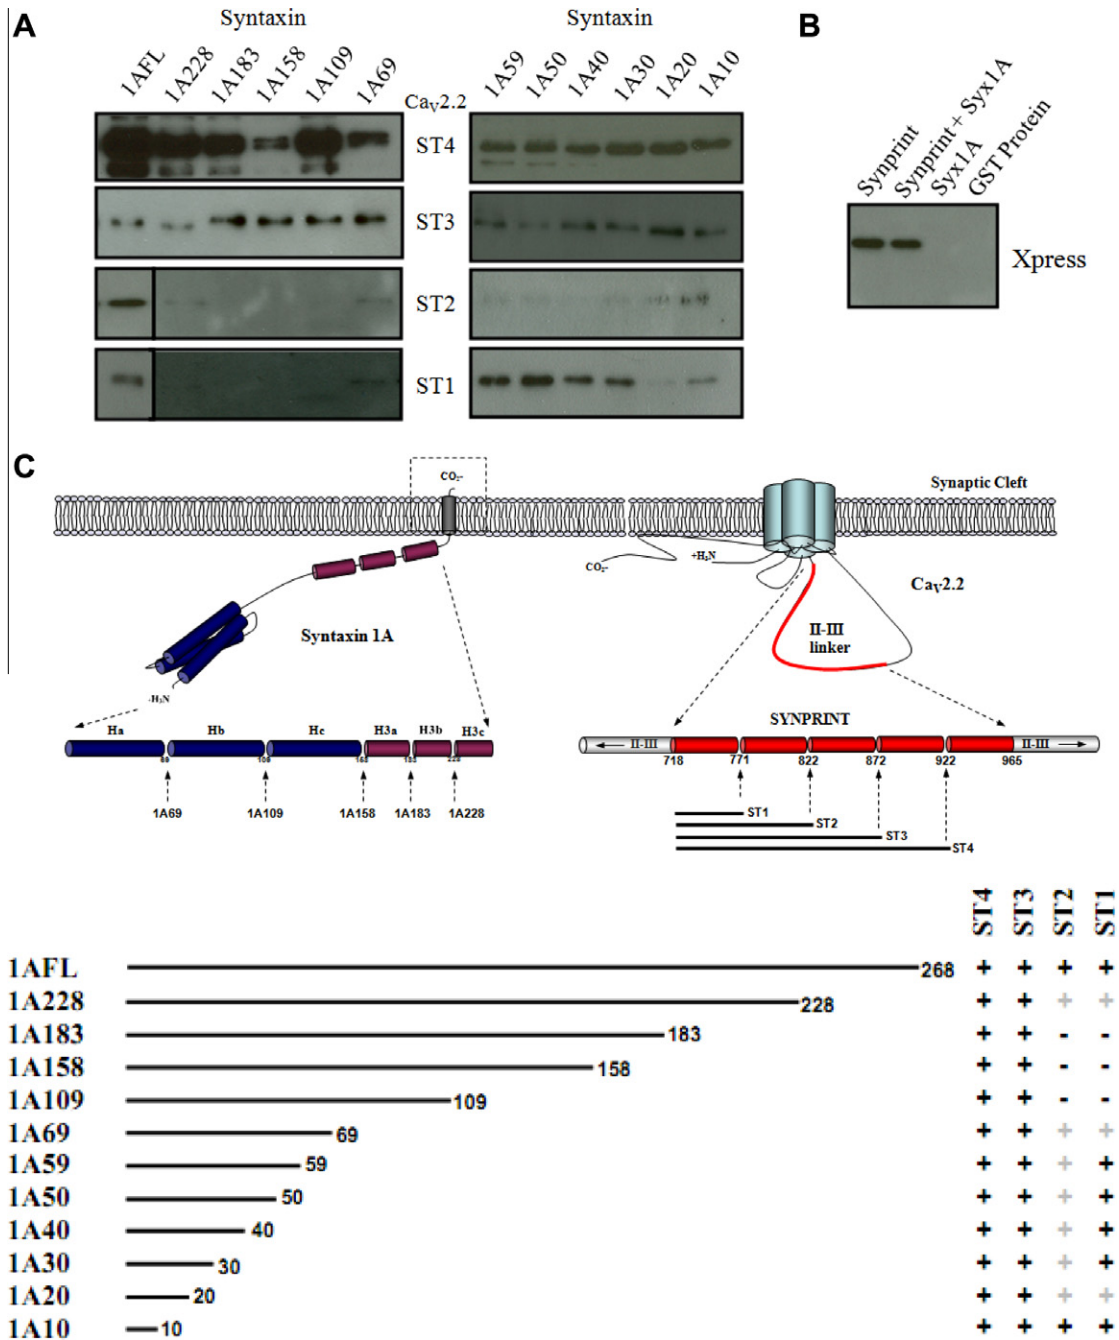 A
Syntaxin
1AFL 1A228 1A183 1A158 1A109 1A69
Syntaxin
1A59 1A50 1A40 1A30 1A20 1A10
CaV2.2
ST4
ST3
ST2
ST1
B
Synprint
Synprint + Syx1A
Syx1A
GST Protein
Xpress
C
CO2-
Synaptic Cleft
+H3N
CO2-
CaV2.2
II-III
linker
Syntaxin 1A
-H3N
Ha Hb Hc H3a H3b H3c
1A69 1A109 1A158 1A183 1A228
SYNPRINT
II-III II-III
718 771 822 872 922 965
ST1
ST2
ST3
ST4
ST4 ST3 ST2 ST1
1AFL 268 + + + +
1A228 228 + + + +
1A183 183 + + - -
1A158 158 + + - -
1A109 109 + + - -
1A69 69 + + + +
1A59 59 + + + +
1A50 50 + + + +
1A40 40 + + + +
1A30 30 + + + +
1A20 20 + + + +
1A10 10 + + + +